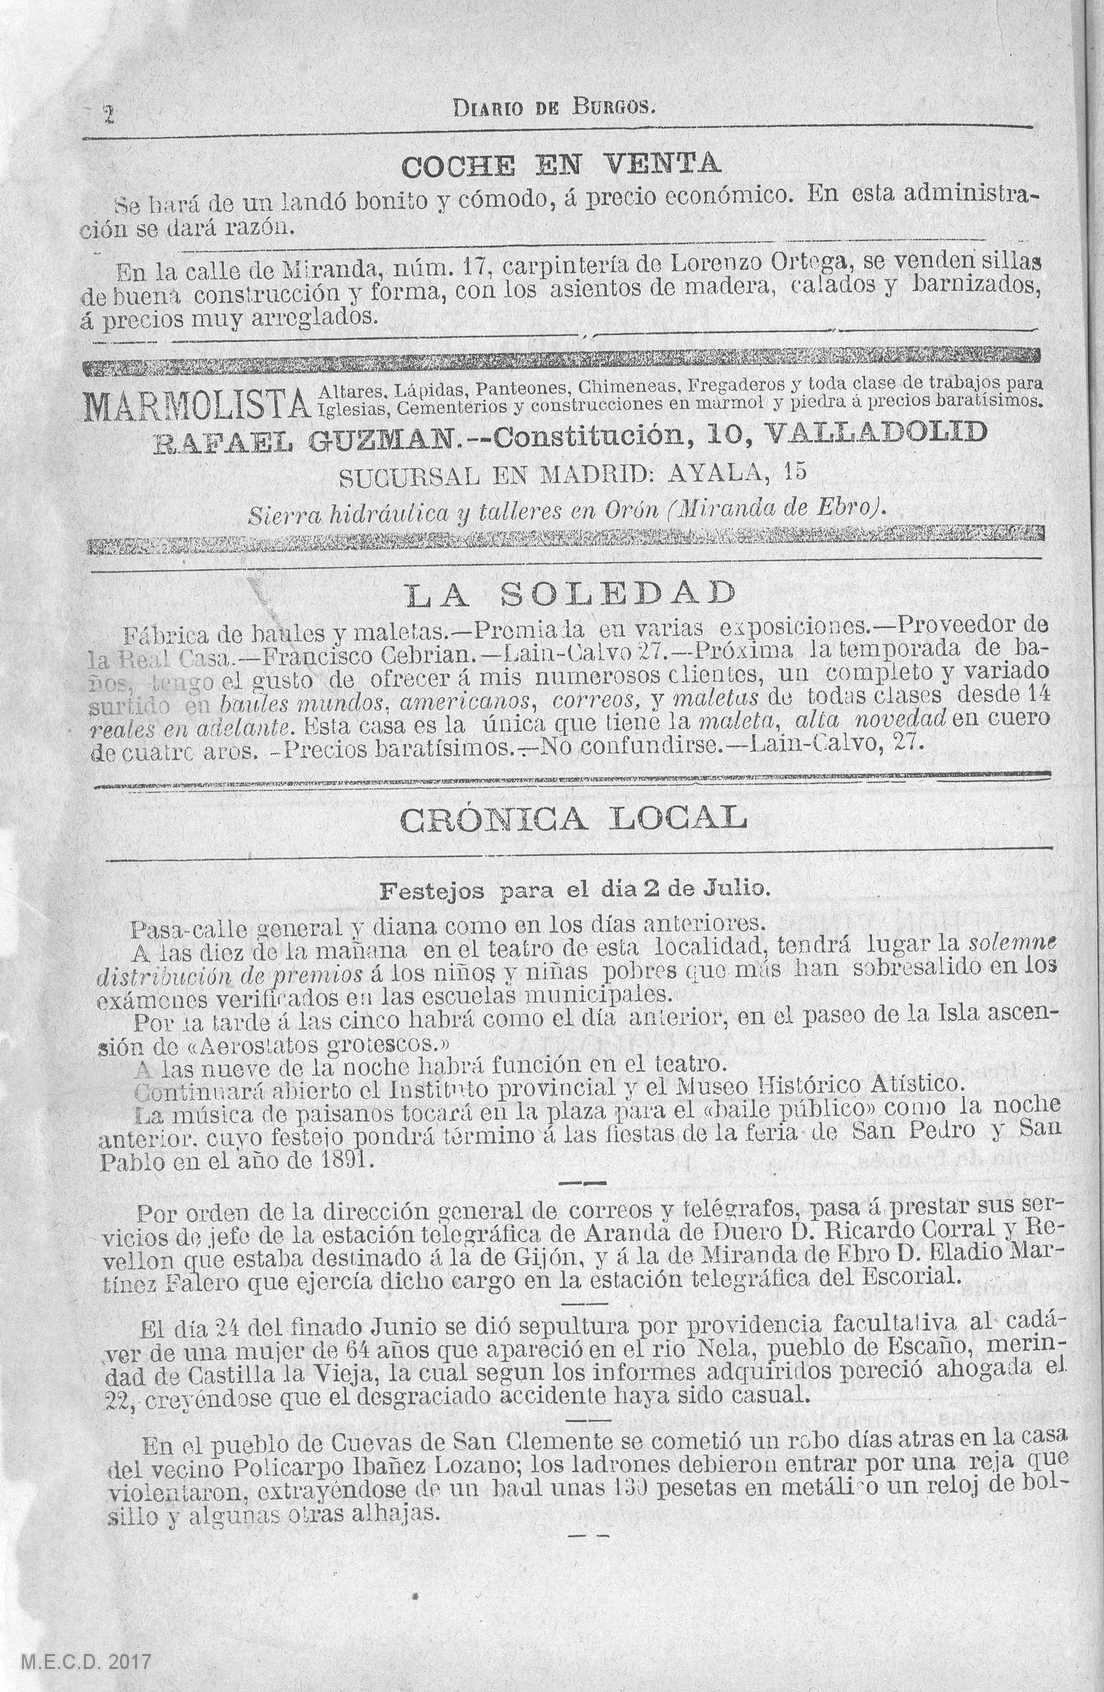 2
DIARIO DE BURGOS.
COCHE EN VENTA
Se hará de un landó bonito y cómodo, á precio económico. En esta administra-
ción se dará razón.
En la calle de Miranda, núm. 17, carpintería de Lorenzo Ortega, se venden sillas
de buena construcción y forma, con los asientos de madera, calados y barnizados,
á precios muy arreglados.
MARMOLISTA Altares, Lápidas, Panteones, Chimeneas, Fregaderos y toda clase de trabajos para
Iglesias, Cementerios y construcciones en marmol y piedra á precios baratísimos.
RAFAEL GUZMAN.--Constitución, 10, VALLADOLID
SUCURSAL EN MADRID: AYALA, 15
Sierra hidráulica y talleres en Orón (Miranda de Ebro).
LA SOLEDAD
Fábrica de baúles y maletas.—Premiada en varias exposiciones.—Proveedor de
la Real Casa.—Francisco Cebrian.—Lain-Calvo 27.—Próxima la temporada de ba-
ños, tengo el gusto de ofrecer á mis numerosos clientes, un completo y variado
surtido en baules mundos, americanos, correos, y maletas de todas clases desde 14
reales en adelante. Esta casa es la única que tiene la maleta, alta novedad en cuero
de cuatro aros. -Precios baratísimos.—No confundirse.—Lain-Calvo, 27.
CRÓNICA LOCAL
Festejos para el día 2 de Julio.
Pasa-calle general y diana como en los días anteriores.
A las diez de la mañana en el teatro de esta localidad, tendrá lugar la solemne
distribución de premios á los niños y niñas pobres que más han sobresalido en los
exámenes verificados en las escuelas municipales.
Por la tarde á las cinco habrá como el día anterior, en el paseo de la Isla ascen-
sión de «Aerostatos grotescos.»
A las nueve de la noche habrá función en el teatro.
Continuará abierto el Instituto provincial y el Museo Histórico Atístico.
La música de paisanos tocará en la plaza para el «baile público» como la noche
anterior, cuyo festejo pondrá término á las fiestas de la feria de San Pedro y San
Pablo en el año de 1891.
Por orden de la dirección general de correos y telégrafos, pasa á prestar sus ser-
vicios de jefe de la estación telegráfica de Aranda de Duero D. Ricardo Corral y Re-
vellon que estaba destinado á la de Gijón, y á la de Miranda de Ebro D. Eladio Mar-
tínez Falero que ejercía dicho cargo en la estación telegráfica del Escorial.
El día 24 del finado Junio se dió sepultura por providencia facultativa al cadá-
ver de una mujer de 64 años que apareció en el rio Nela, pueblo de Escaño, merin-
dad de Castilla la Vieja, la cual segun los informes adquiridos pereció ahogada el
22, creyéndose que el desgraciado accidente haya sido casual.
En el pueblo de Cuevas de San Clemente se cometió un robo días atras en la casa
del vecino Policarpo Ibañez Lozano; los ladrones debieron entrar por una reja que
violentaron, extrayéndose de un baul unas 130 pesetas en metálico un reloj de bol-
sillo y algunas otras alhajas.
M.E.C.D. 2017